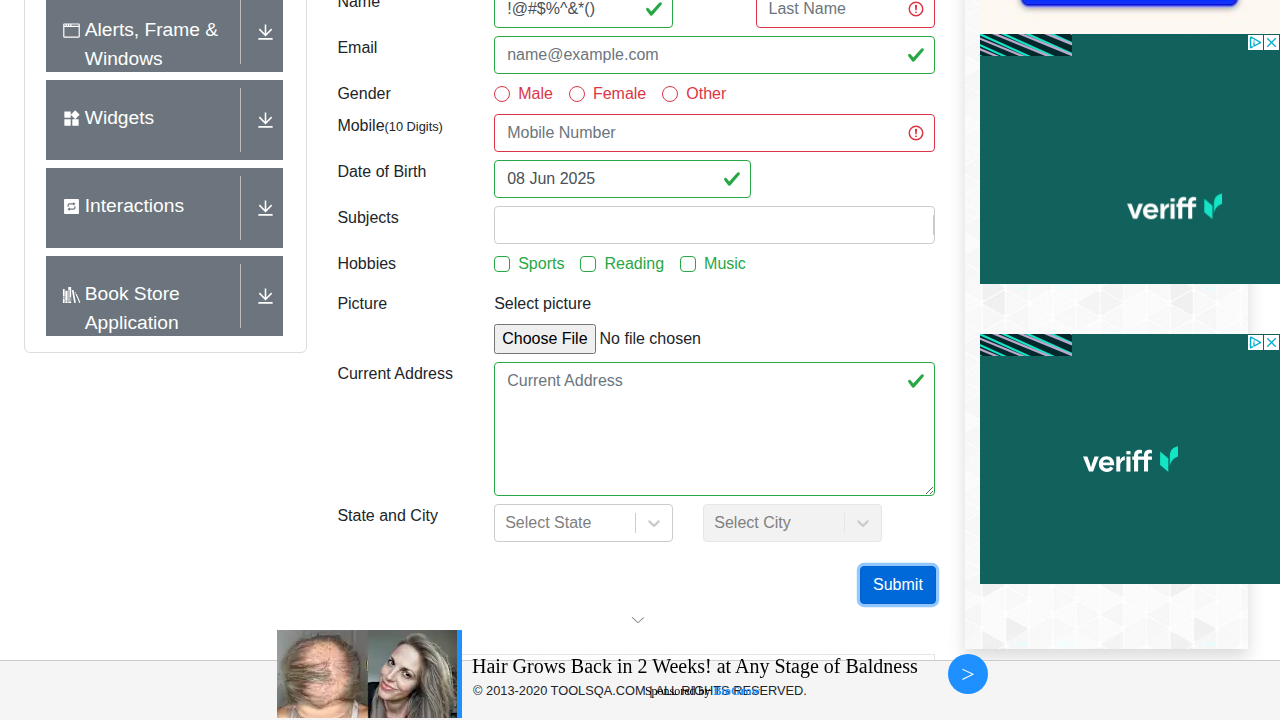 Name
!@#$%^&*()
Last Name
Alerts, Frame &
Windows
Email
name@example.com
Gender
Male
Female
Other
Widgets
Mobile(10 Digits)
Mobile Number
Date of Birth
08 Jun 2025
Interactions
Subjects
Hobbies
Sports
Reading
Music
Book Store
Application
Picture
Select picture
Choose File No file chosen
Current Address
Current Address
State and City
Select State
Select City
Submit
veriff
veriff
Hair Grows Back in 2 Weeks! at Any Stage of Baldness
© 2013-2020 TOOLSQA.COM | ALL RIGHTS RESERVED.
Sponsored by
>